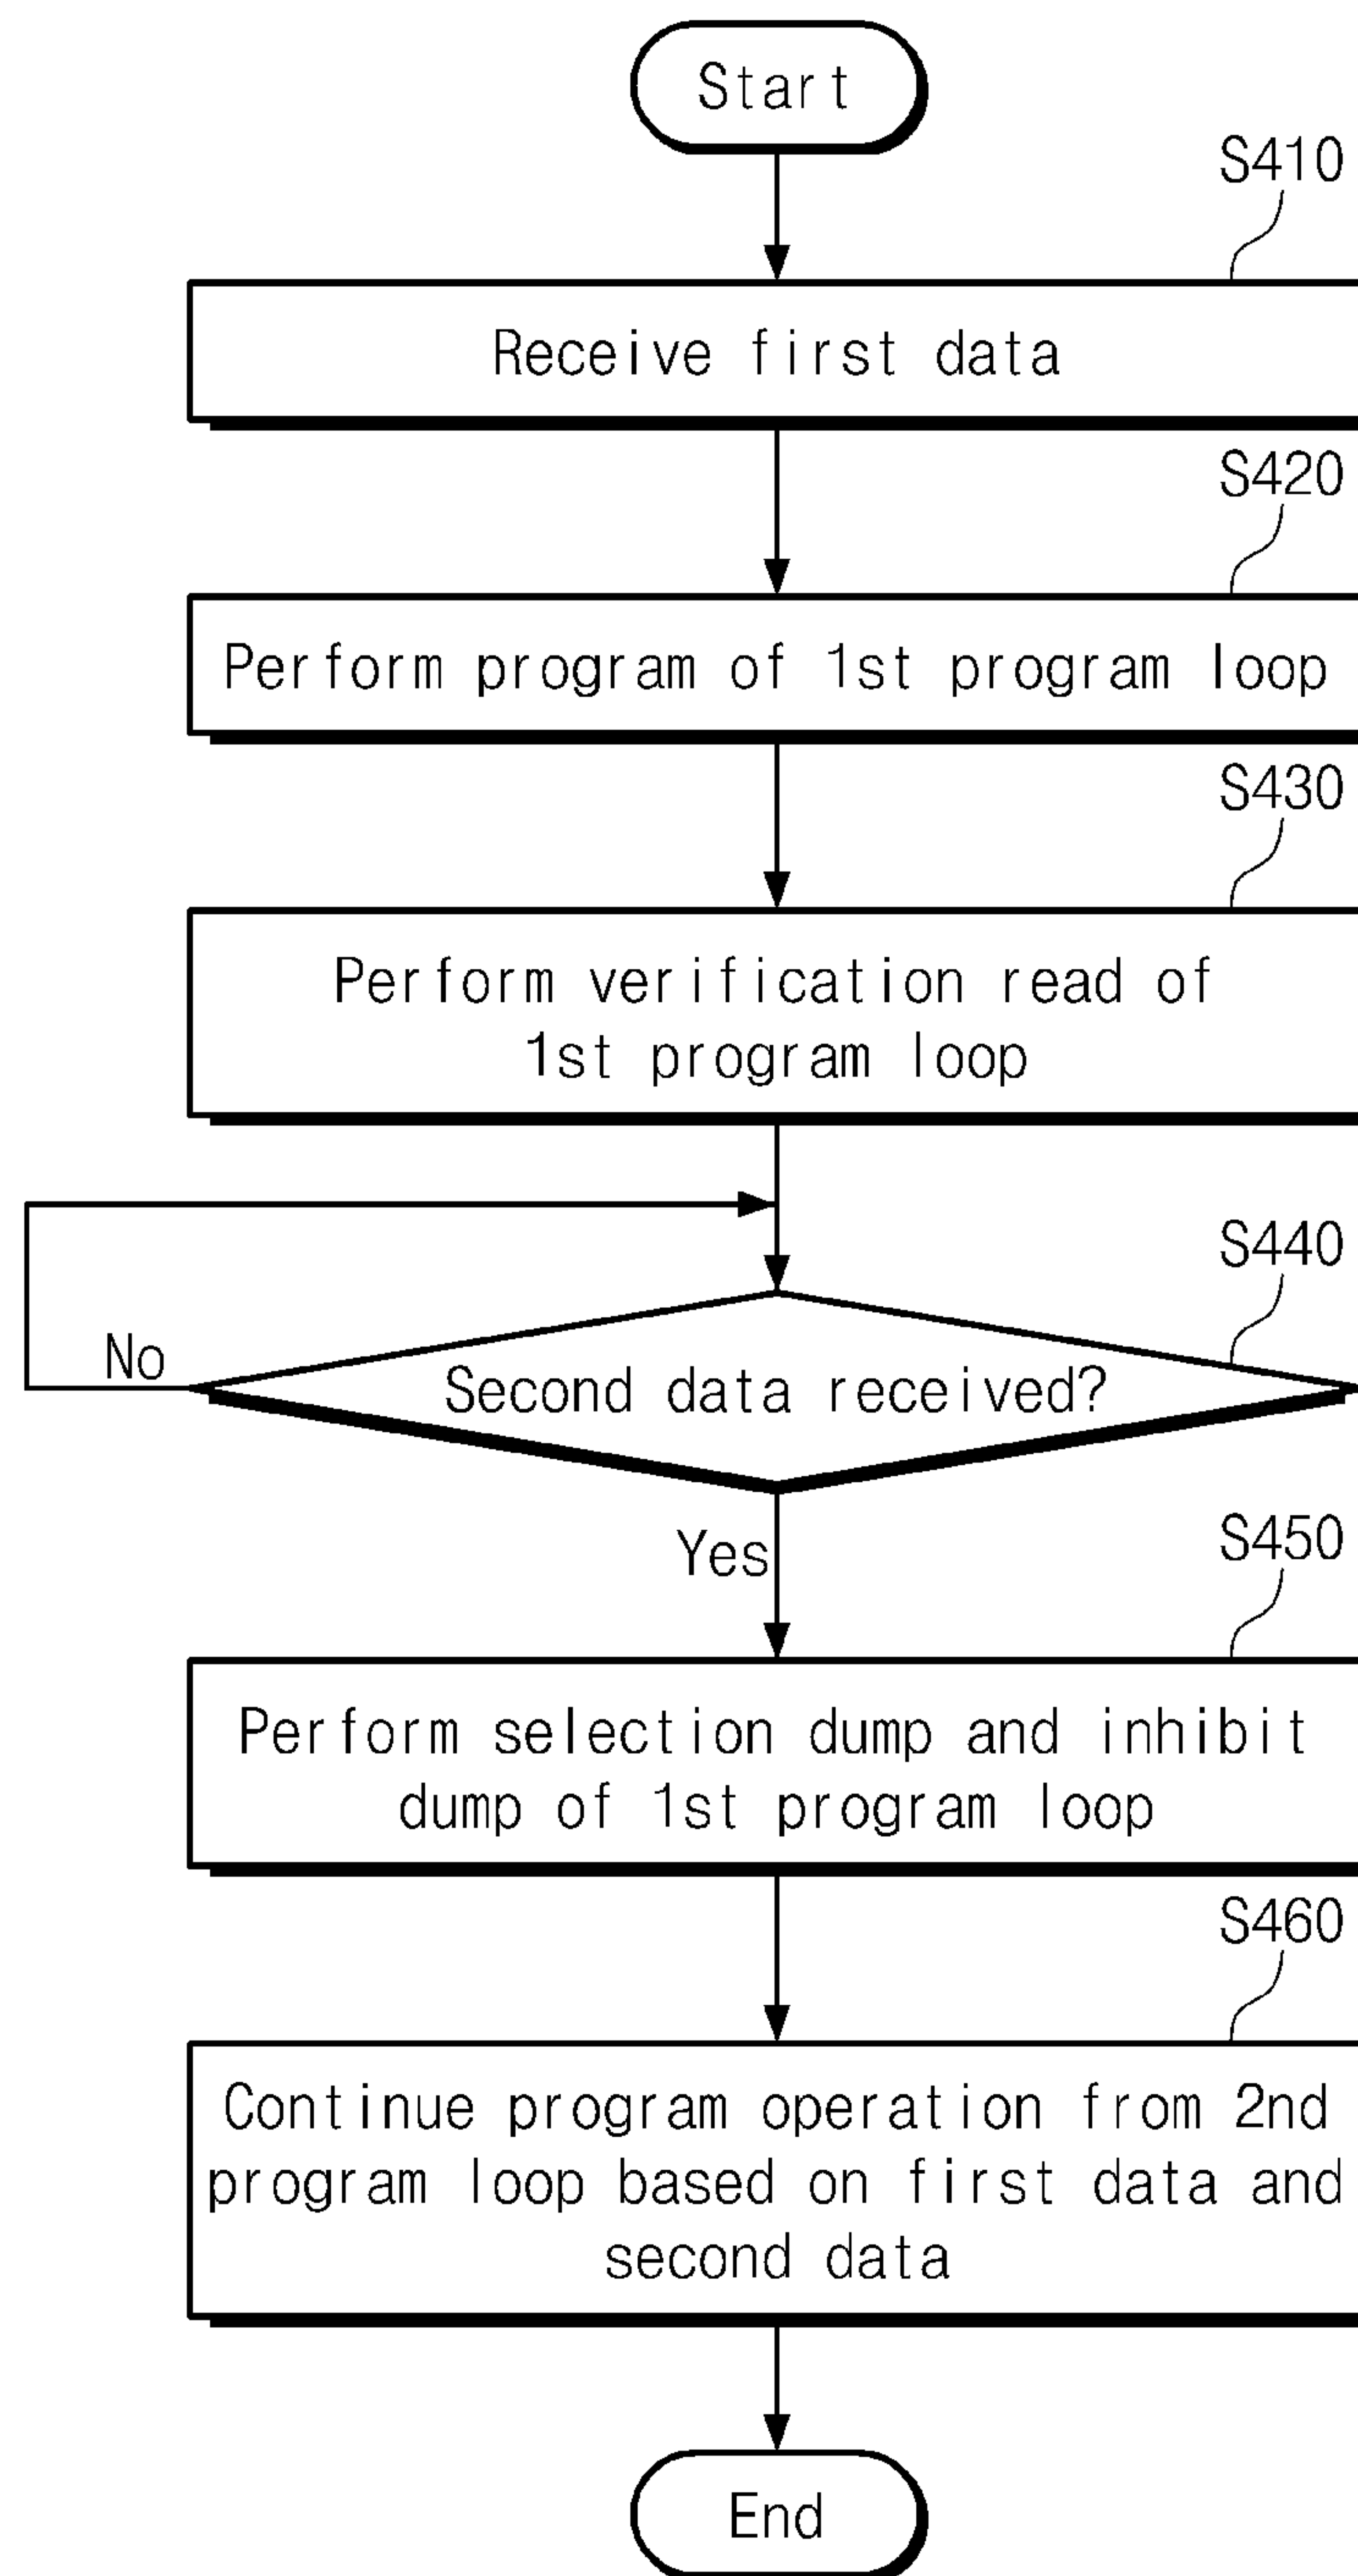 Start
S410
Receive first data
S420
Perform program of 1st program loop
S430
Perform verification read of
1st program loop
S440
No
Second data received?
Yes
S450
Perform selection dump and inhibit
dump of 1st program loop
S460
Continue program operation from 2nd
program loop based on first data and
second data
End